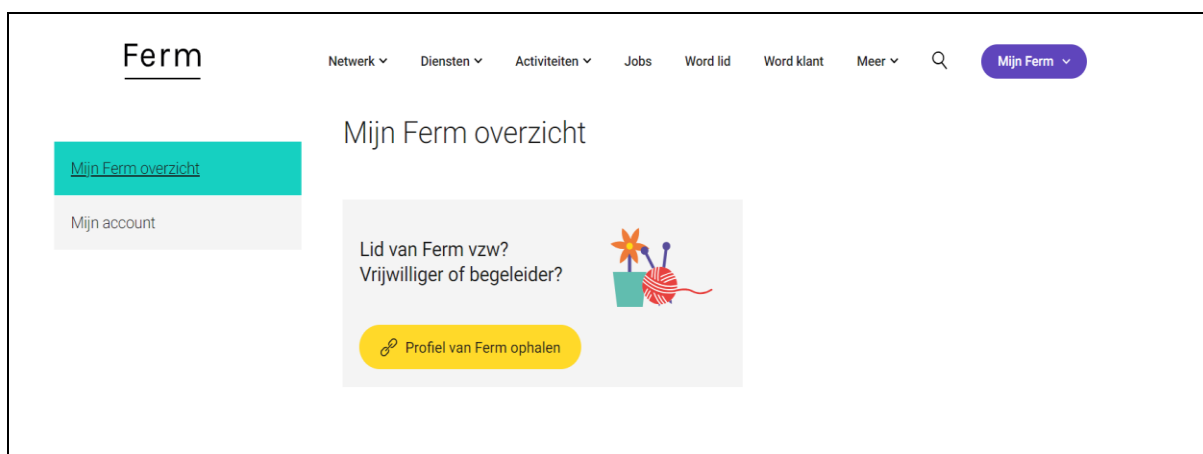 Ferm
Netwerk
Diensten
Activiteiten
Jobs
Word lid
Word klant
Meer
Mijn Ferm
Mijn Ferm overzicht
Mijn account
Mijn Ferm overzicht
Lid van Ferm vzw?
Vrijwilliger of begeleider?
Profiel van Ferm ophalen